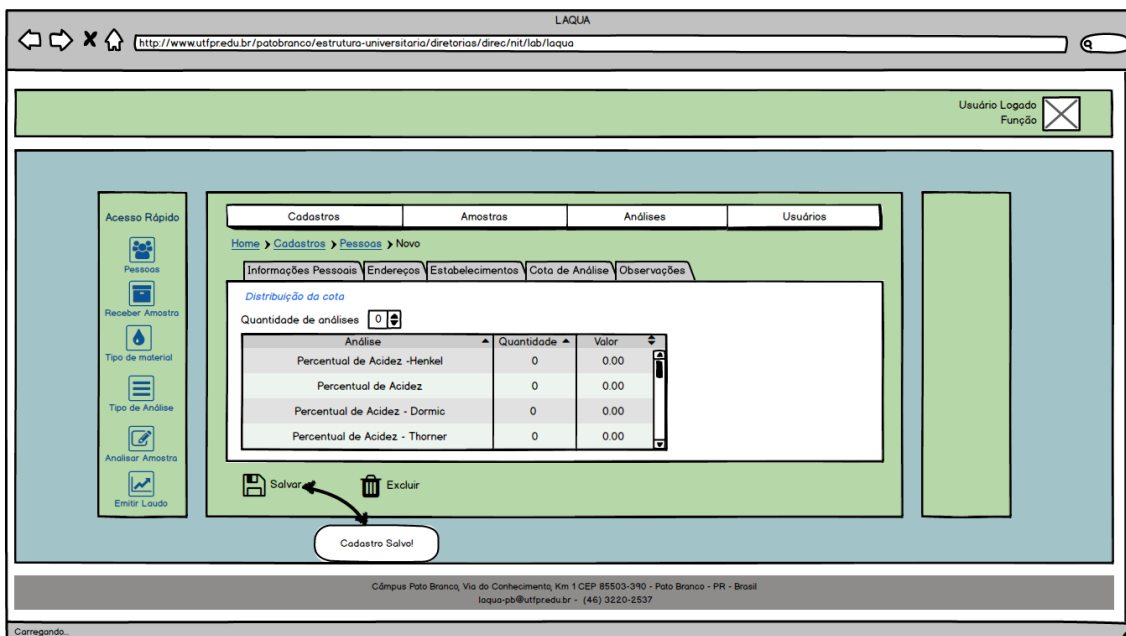 LAQUA
http://www.utfpr.edu.br/patobranco/estrutura-universitaria/diretorias/direc/nit/lab/laqua
Usuário Logado
Função
Acesso Rápido
Pessoas
Receber Amostra
Tipo de material
Tipo de Análise
Analisar Amostra
Emitir Laudo
Cadastros Amostras Análises Usuários
Home > Cadastros > Pessoas > Novo
Informações Pessoais Endereços Estabelecimentos Cota de Análise Observações
Distribuição da cota
Quantidade de análises 0
Análise Quantidade Valor
Percentual de Acidez -Henkel 0 0.00
Percentual de Acidez 0 0.00
Percentual de Acidez - Dormic 0 0.00
Percentual de Acidez - Thorner 0 0.00
Salvar Excluir
Cadastro Salvo!
Câmpus Pato Branco, Via do Conhecimento, Km 1 CEP 85503-390 - Pato Branco - PR - Brasil
laqua-pb@utfpr.edu.br - (46) 3220-2537
Carregando...